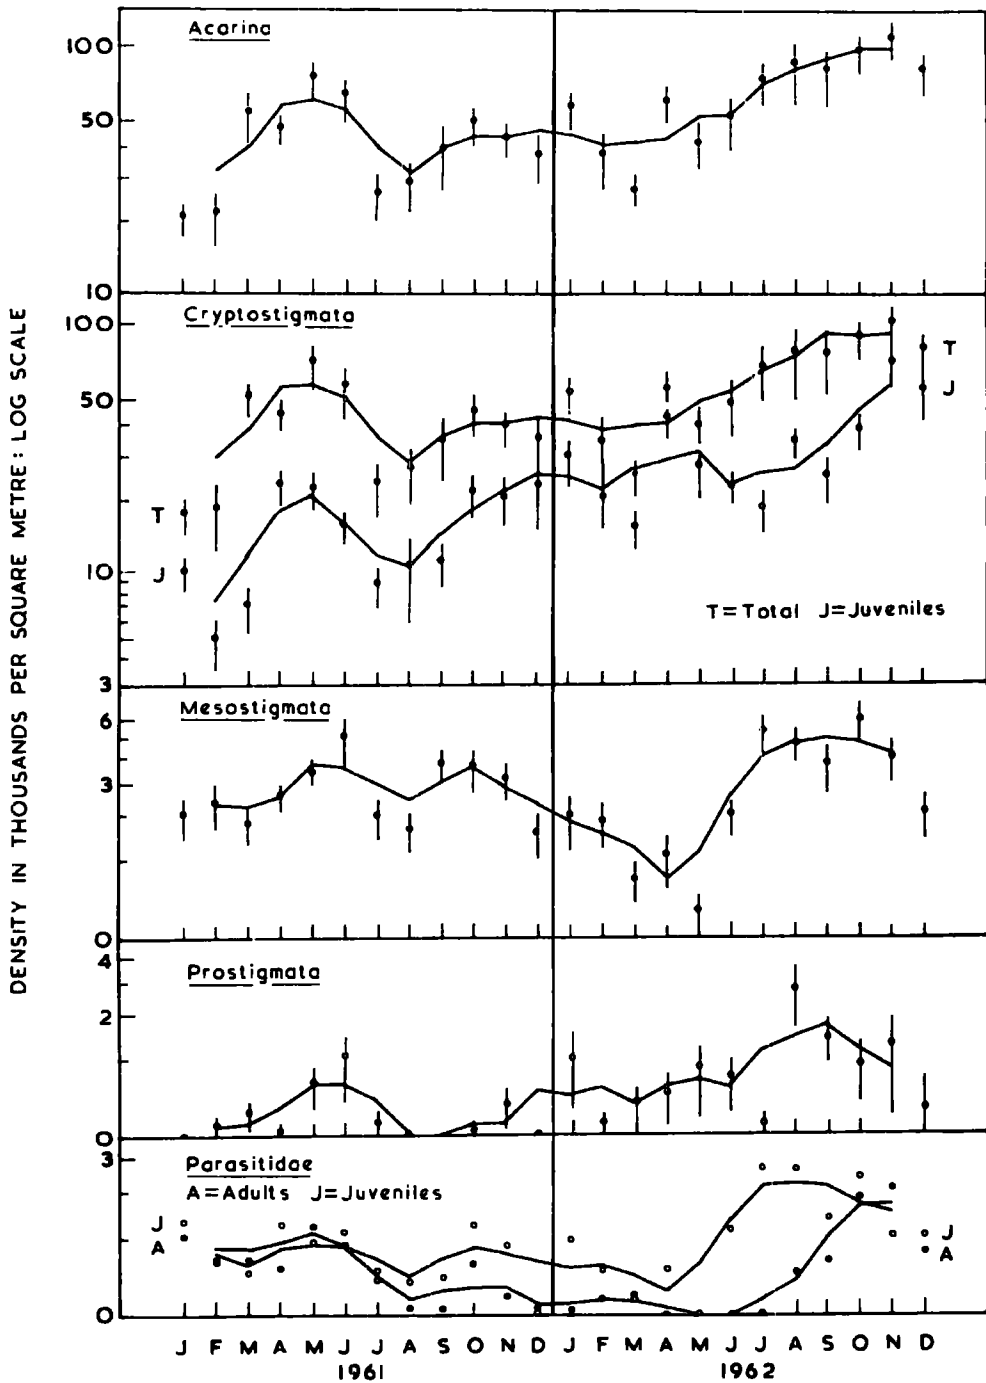 DENSITY IN THOUSANDS PER SQUARE METRE : LOG SCALE
Acarina
100
50
10
Cryptostigmata
100
50
10
3
T
J
T
J
T=Total J=Juveniles
Mesostigmata
6
3
0
Prostigmata
4
2
0
Parasitidae
A=Adults J=Juveniles
3
0
J
A
J
A
J F M A M J J A S O N D J F M A M J J A S O N D
1961 1962